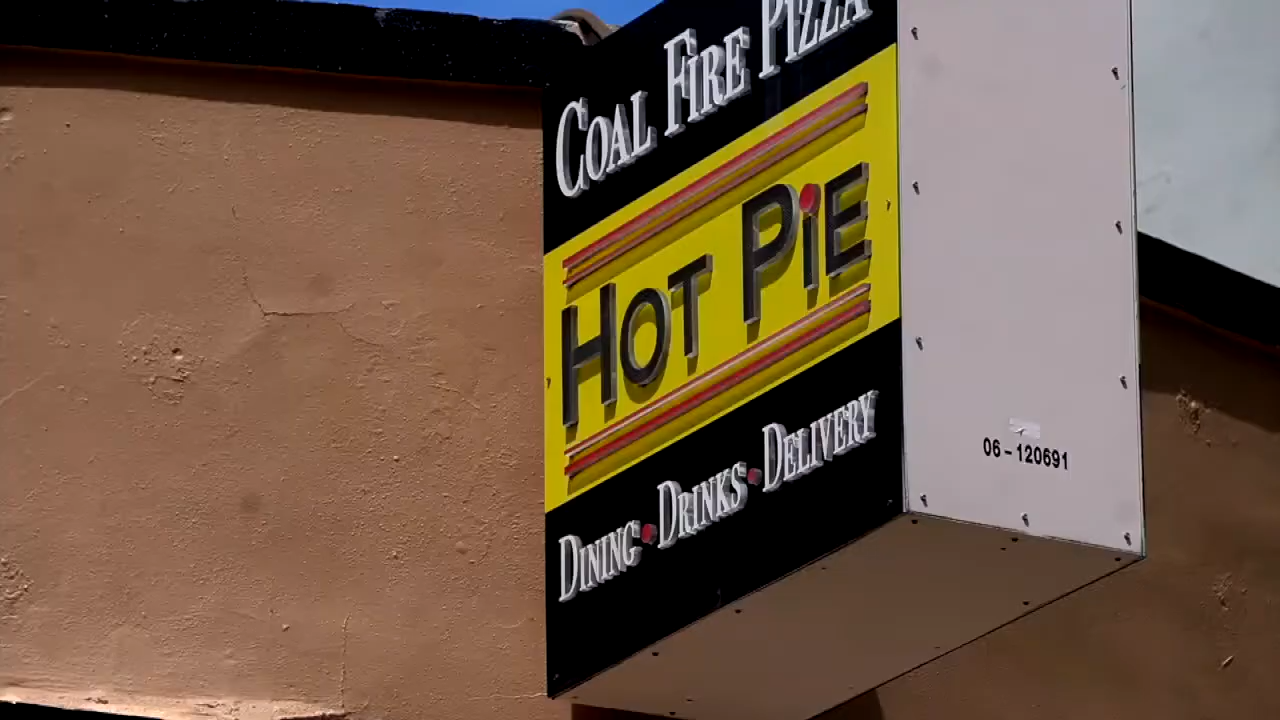 COAL FIRE PIZZA
HOT PiE
DINING • DRINKS • DELIVERY
06-120691